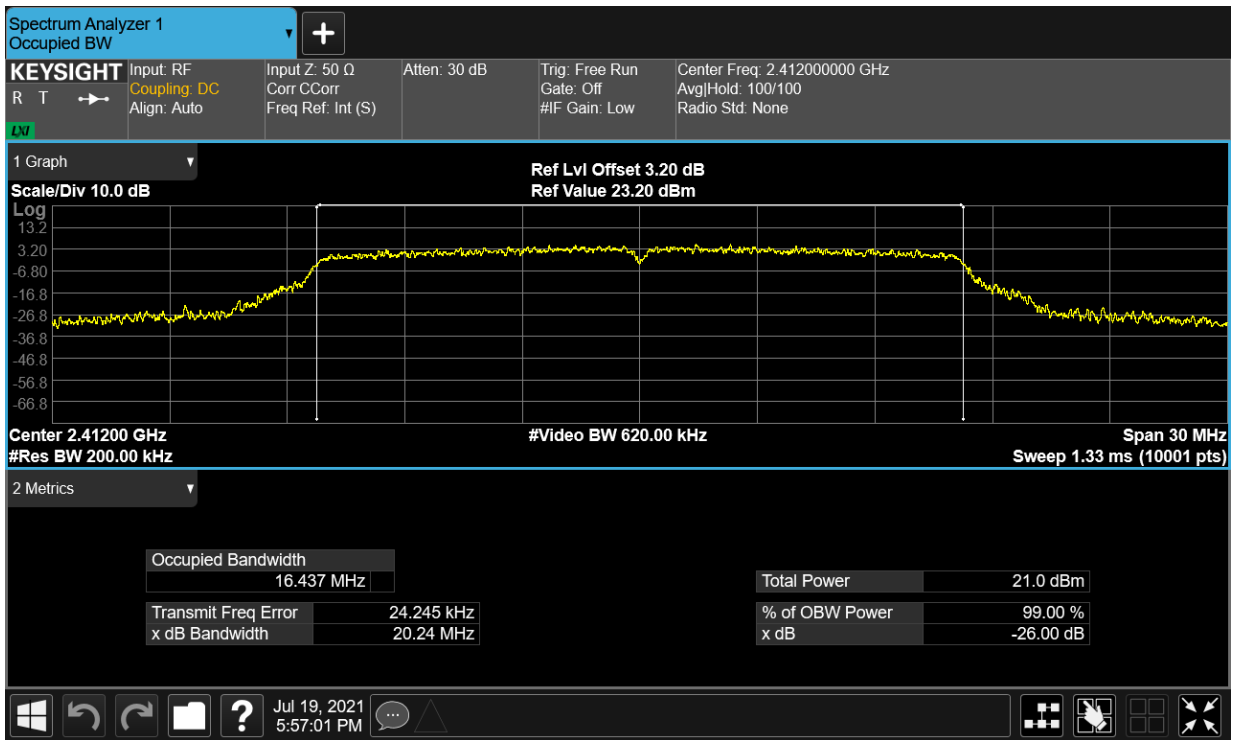 Spectrum Analyzer 1
Occupied BW
▼
+
KEYSIGHT
R T
LXI
Input: RF
Coupling: DC
Align: Auto
Input Z: 50 Ω
Corr CCorr
Freq Ref: Int (S)
Atten: 30 dB
Trig: Free Run
Gate: Off
#IF Gain: Low
Center Freq: 2.412000000 GHz
Avg|Hold: 100/100
Radio Std: None
1 Graph ▼
Ref Lvl Offset 3.20 dB
Scale/Div 10.0 dB
Ref Value 23.20 dBm
Log
13.2
3.20
-6.80
-16.8
-26.8
-36.8
-46.8
-56.8
-66.8
Center 2.41200 GHz
#Video BW 620.00 kHz
Span 30 MHz
#Res BW 200.00 kHz
Sweep 1.33 ms (10001 pts)
2 Metrics ▼
Occupied Bandwidth
16.437 MHz
Total Power 21.0 dBm
Transmit Freq Error 24.245 kHz
% of OBW Power 99.00 %
x dB Bandwidth 20.24 MHz
x dB -26.00 dB
?
Jul 19, 2021
5:57:01 PM